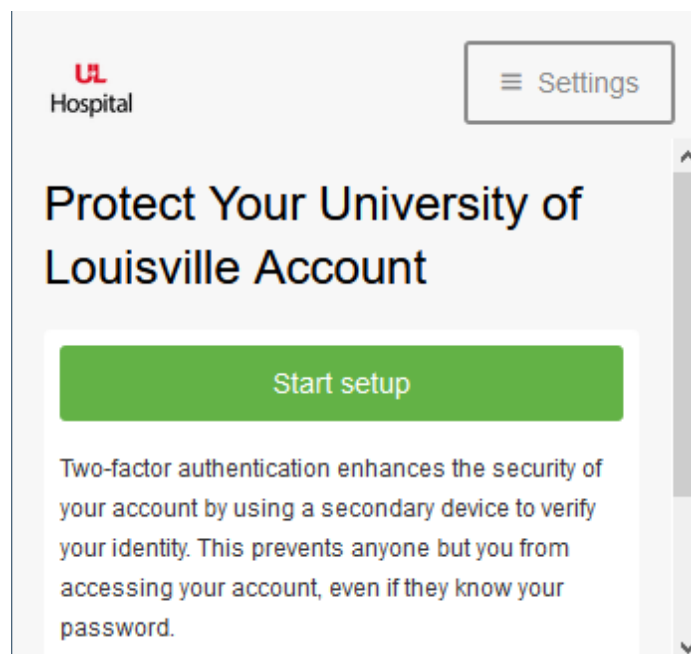 UL
Hospital
≡ Settings
Protect Your University of
Louisville Account
Start setup
Two-factor authentication enhances the security of
your account by using a secondary device to verify
your identity. This prevents anyone but you from
accessing your account, even if they know your
password.